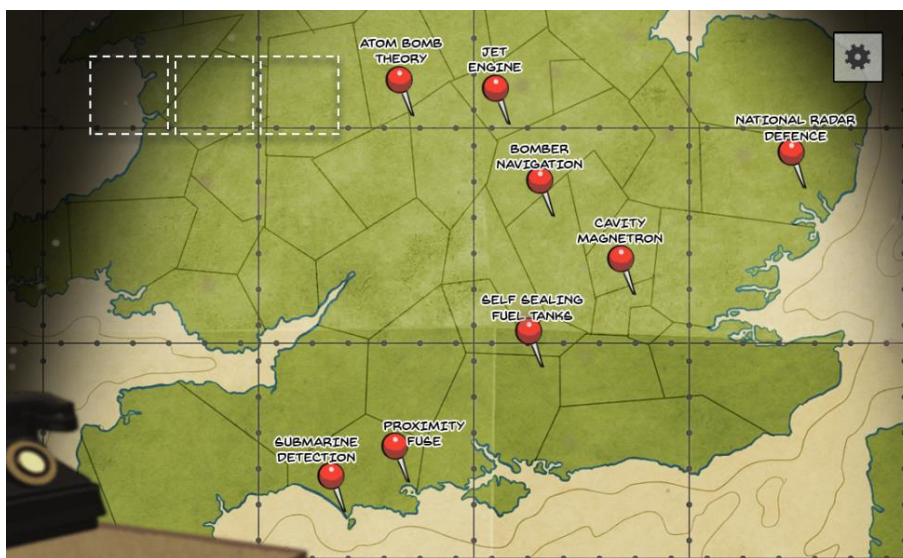 ATOM BOMB
THEORY
JET
ENGINE
NATIONAL RADAR
DEFENCE
BOMBER
NAVIGATION
CAVITY
MAGNETRON
SELF SEALING
FUEL TANKS
PROXIMITY
FUSE
SUBMARINE
DETECTION